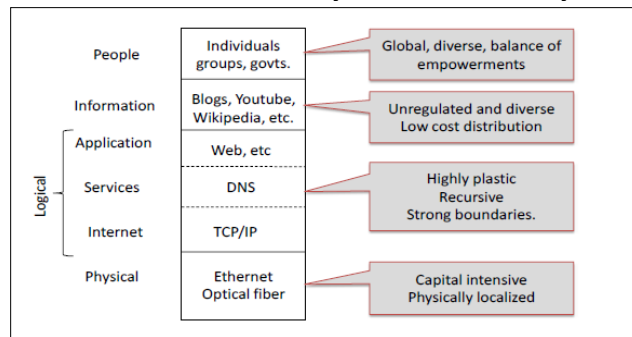 People
Individuals
groups, govts.
Global, diverse, balance of
empowerments
Information
Blogs, Youtube,
Wikipedia, etc.
Unregulated and diverse
Low cost distribution
Logical
Application
Web, etc
Services
DNS
Highly plastic
Recursive
Strong boundaries.
Internet
TCP/IP
Physical
Ethernet
Optical fiber
Capital intensive
Physically localized